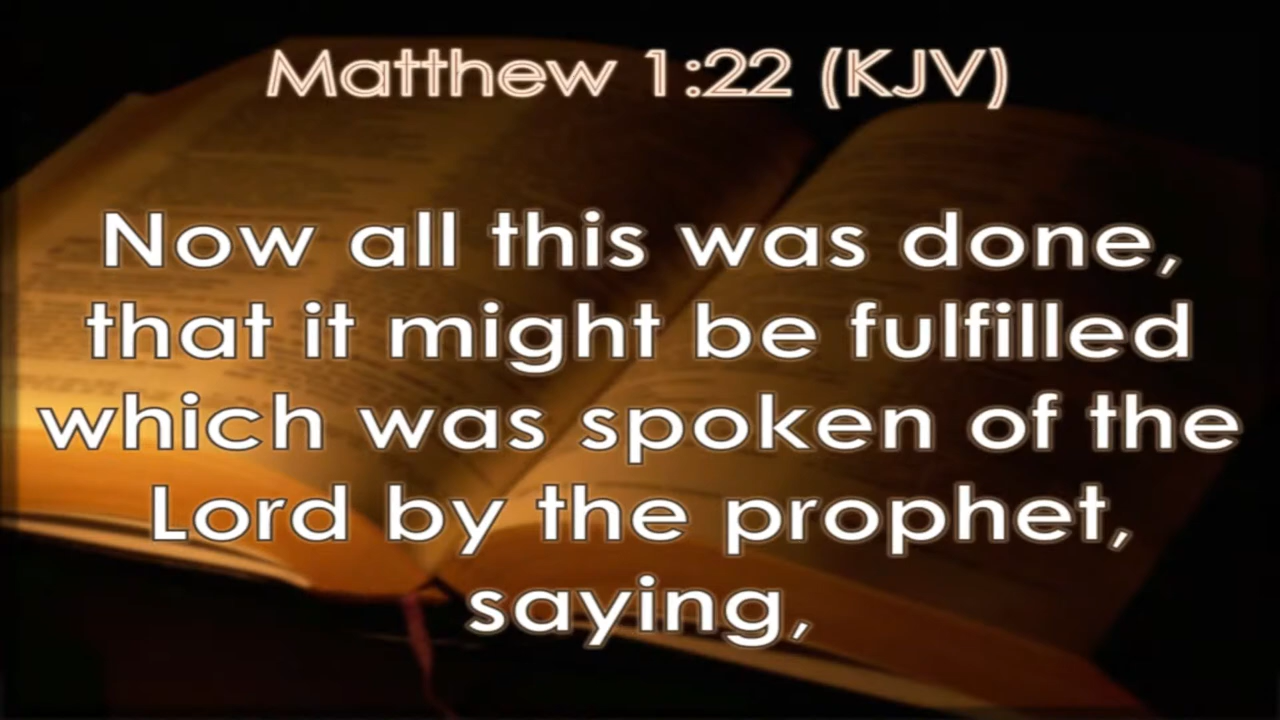 Matthew 1:22 (KJV)
Now all this was done,
that it might be fulfilled
which was spoken of the
Lord by the prophet,
saying,